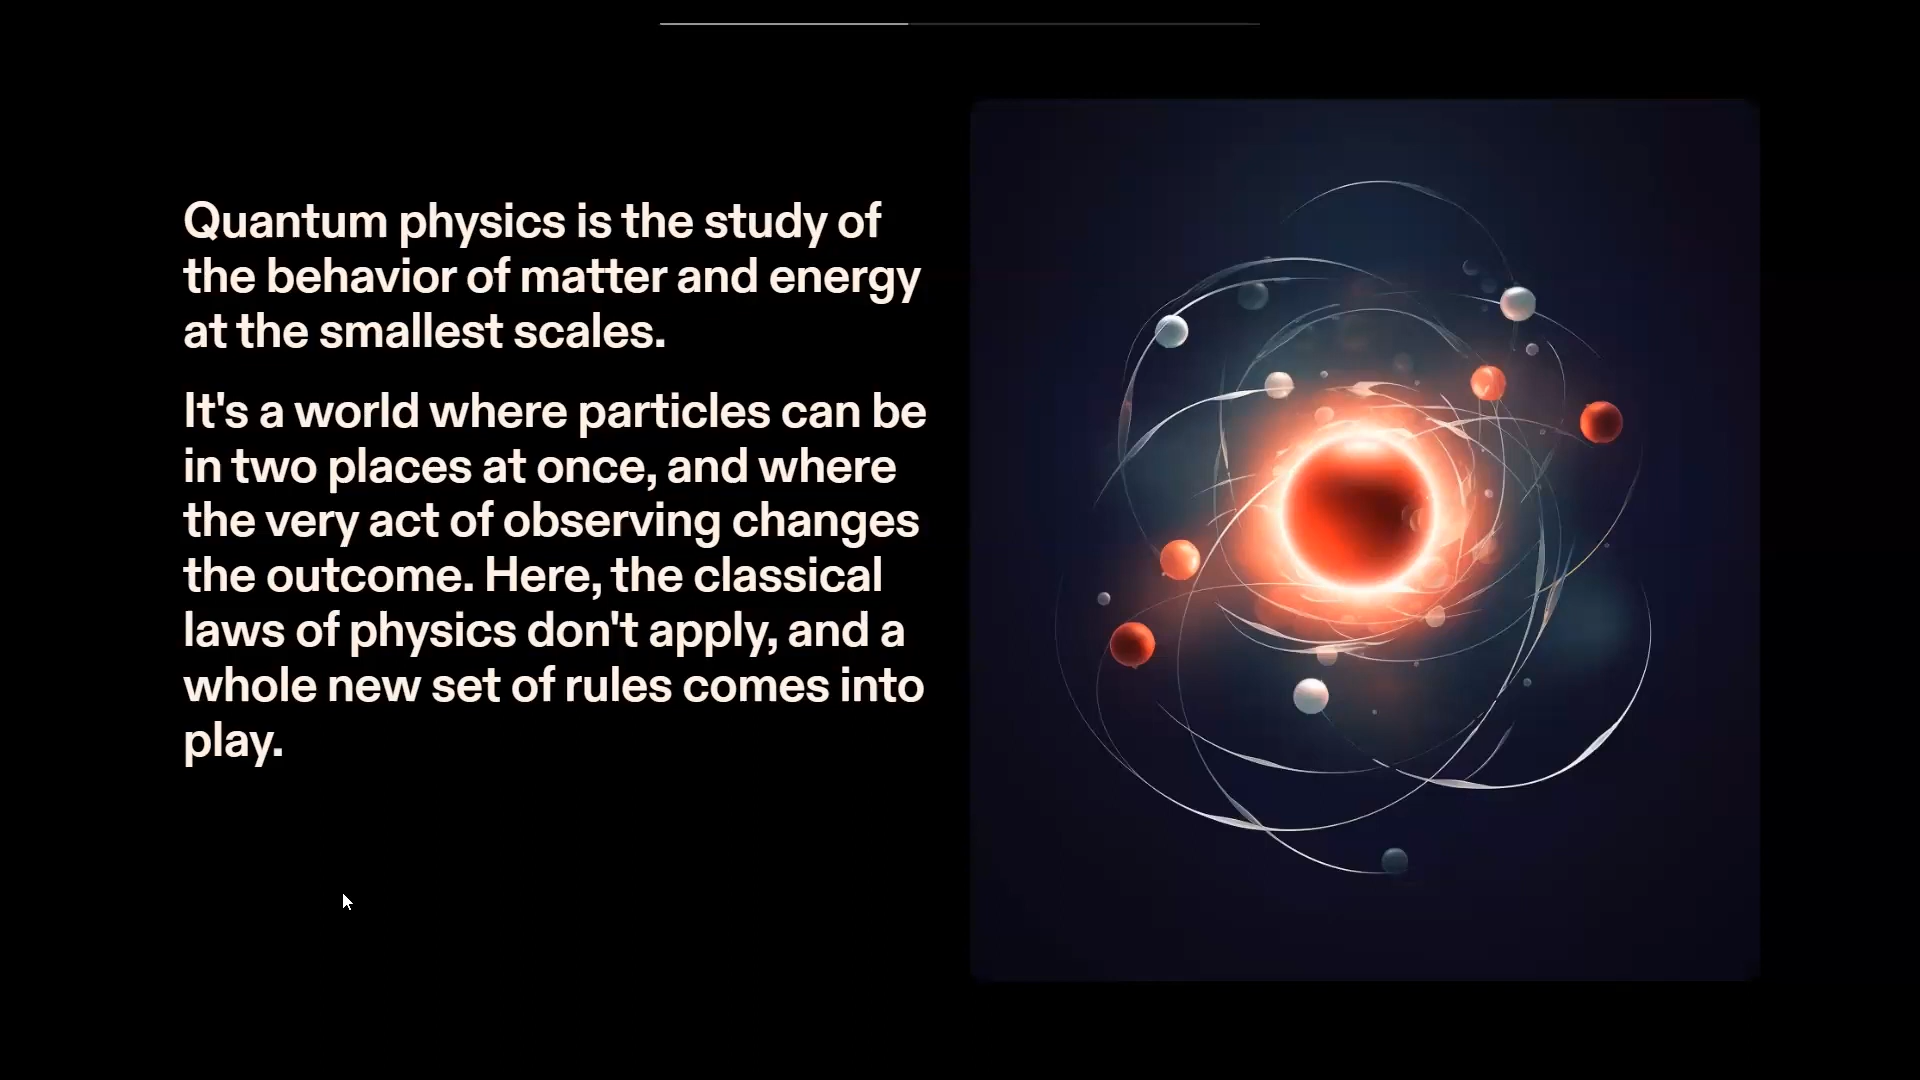 Quantum physics is the study of
the behavior of matter and energy
at the smallest scales.
It's a world where particles can be
in two places at once, and where
the very act of observing changes
the outcome. Here, the classical
laws of physics don't apply, and a
whole new set of rules comes into
play.